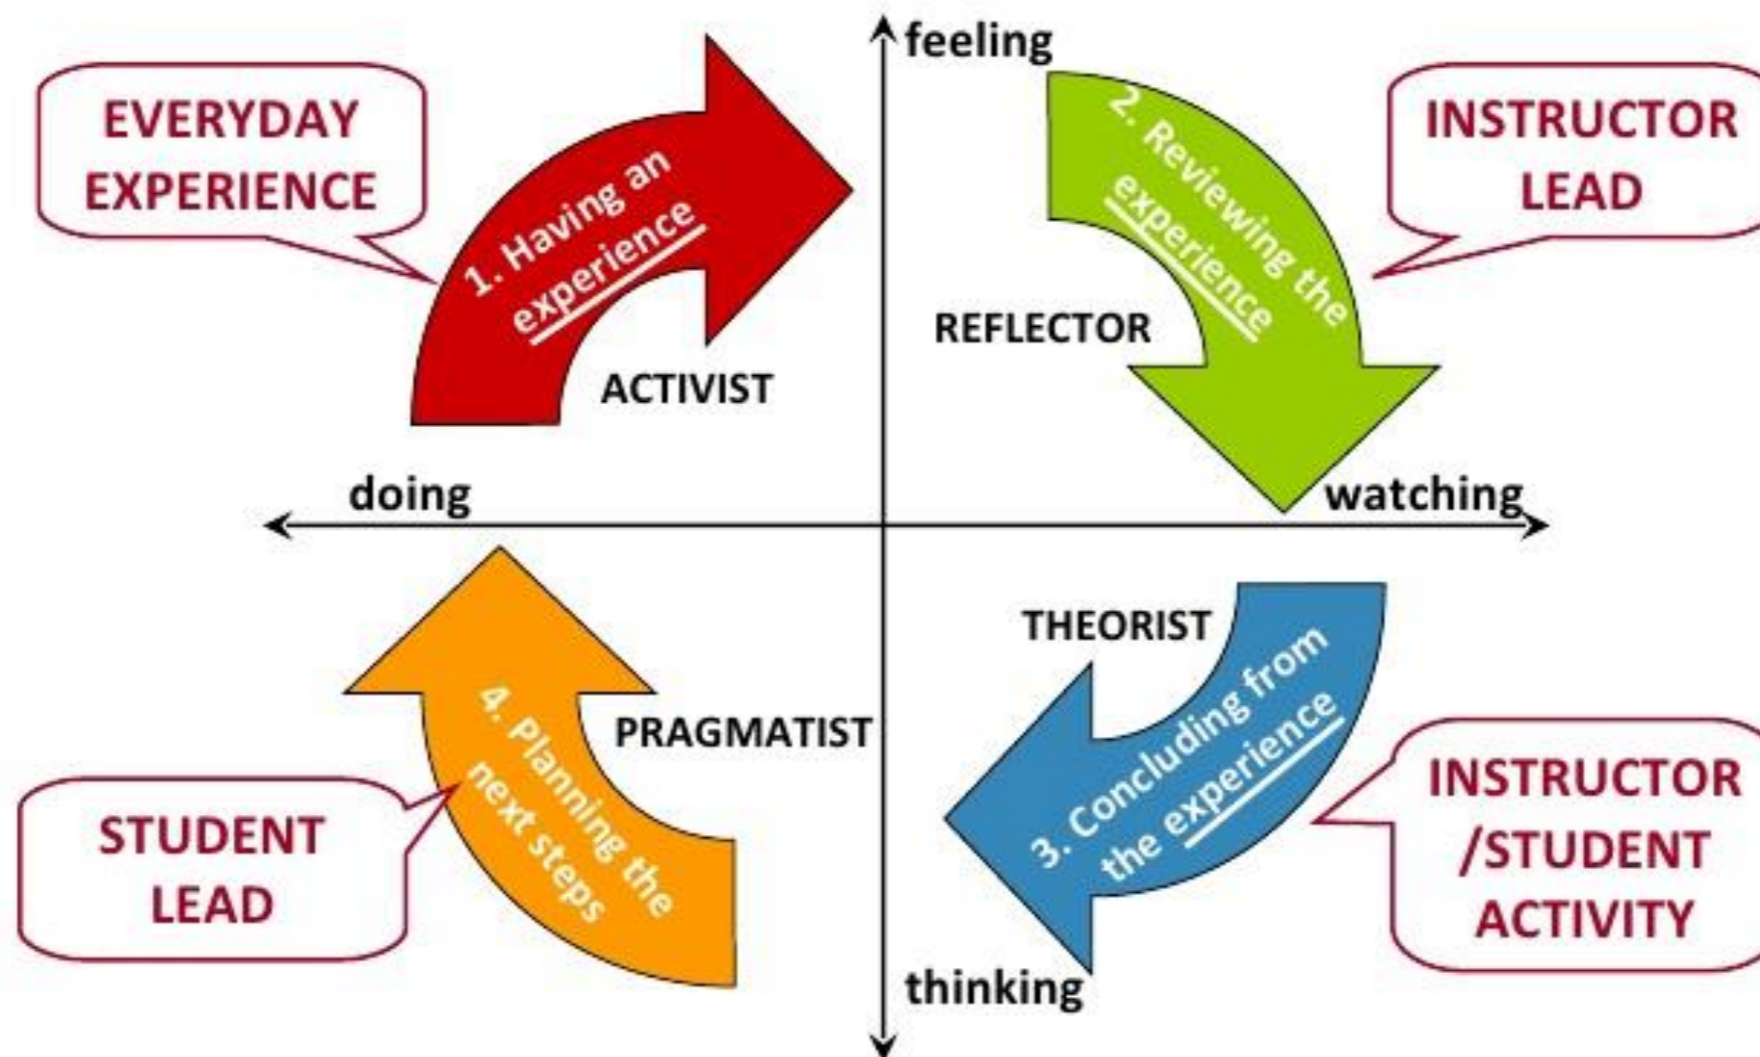 feeling
EVERYDAY
EXPERIENCE
1. Having an
experience
ACTIVIST
2. Reviewing the
experience
REFLECTOR
INSTRUCTOR
LEAD
doing
watching
THEORIST
3. Concluding from
the experience
INSTRUCTOR
/STUDENT
ACTIVITY
PRAGMATIST
4. Planning the
next steps
STUDENT
LEAD
thinking